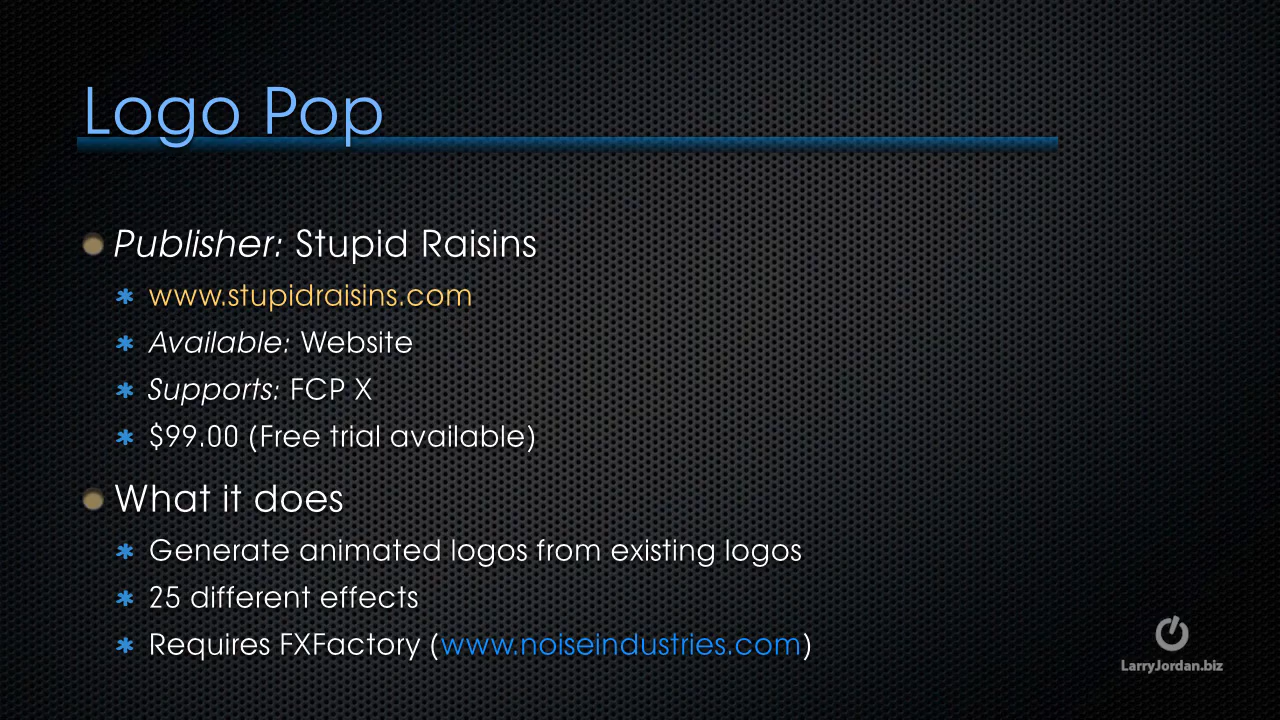 Logo Pop
Publisher: Stupid Raisins
www.stupidraisins.com
Available: Website
Supports: FCP X
$99.00 (Free trial available)
What it does
Generate animated logos from existing logos
25 different effects
Requires FXFactory (www.noiseindustries.com)
LarryJordan.biz